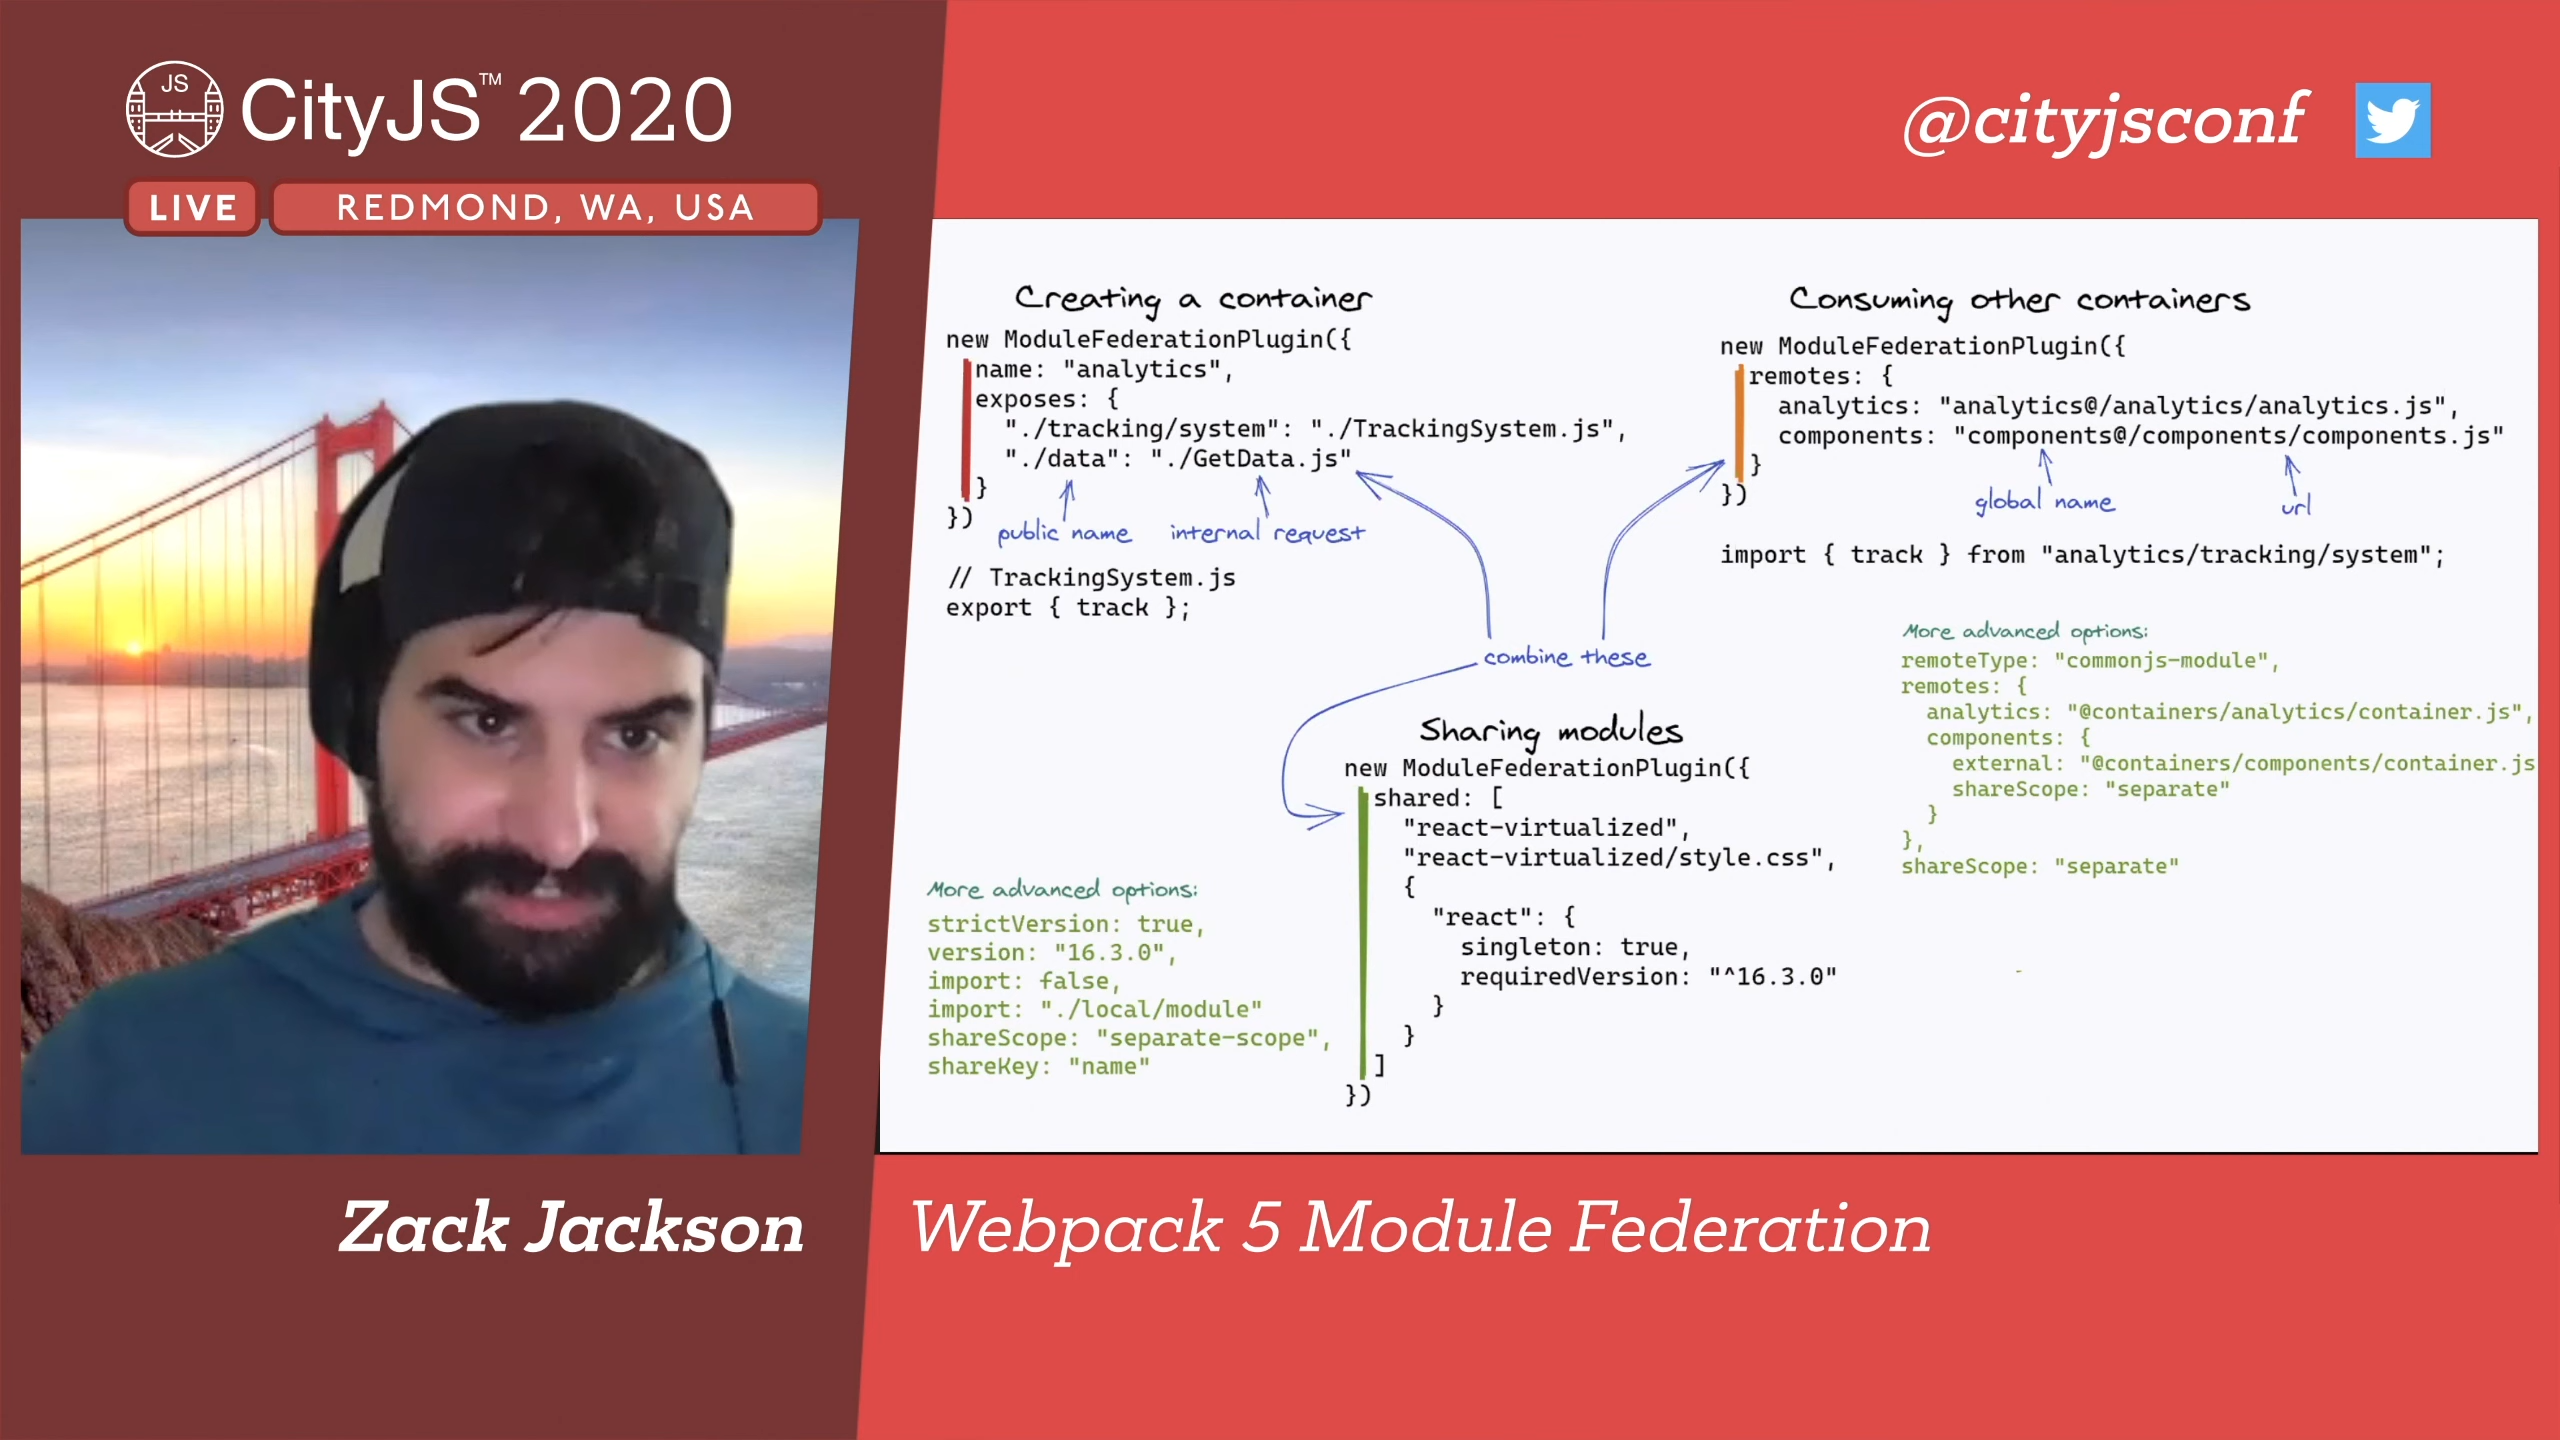 JS
CityJS™ 2020
LIVE
REDMOND, WA, USA
@cityjsconf
Creating a container
new ModuleFederationPlugin({
name: "analytics",
exposes: {
"./tracking/system": "./TrackingSystem.js",
"./data": "./GetData.js"
}
})
public name
internal request
// TrackingSystem.js
export { track };
Consuming other containers
new ModuleFederationPlugin({
remotes: {
analytics: "analytics@/analytics/analytics.js",
components: "components@/components/components.js"
}
})
global name
url
import { track } from "analytics/tracking/system";
combine these
More advanced options:
remoteType: "commonjs-module",
remotes: {
analytics: "@containers/analytics/container.js",
components: {
external: "@containers/components/container.js
shareScope: "separate"
}
},
shareScope: "separate"
Sharing modules
new ModuleFederationPlugin({
shared: [
"react-virtualized",
"react-virtualized/style.css",
{
"react": {
singleton: true,
requiredVersion: "^16.3.0"
}
}
]
})
More advanced options:
strictVersion: true,
version: "16.3.0",
import: false,
import: "./local/module"
shareScope: "separate-scope",
shareKey: "name"
Zack Jackson
Webpack 5 Module Federation